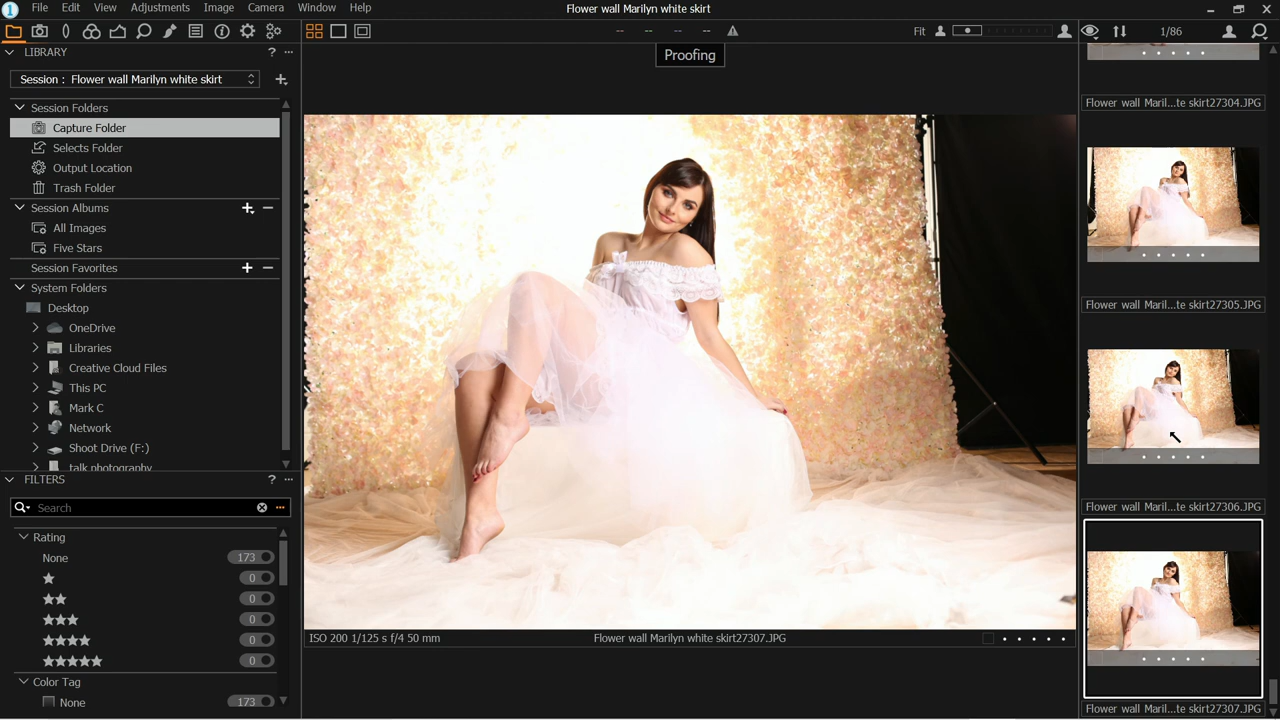 File Edit View Adjustments Image Camera Window Help
Flower wall Marilyn white skirt
LIBRARY ?
Session : Flower wall Marilyn white skirt
Session Folders
Capture Folder
Selects Folder
Output Location
Trash Folder
Session Albums
All Images
Five Stars
Session Favorites
System Folders
Desktop
OneDrive
Libraries
Creative Cloud Files
This PC
Mark C
Network
Shoot Drive (F:)
talk photography
FILTERS ?
Search
Rating
None 173
0
0
0
0
0
Color Tag
None 173
-- -- -- --
Proofing
Fit
ISO 200 1/125 s f/4 50 mm
Flower wall Marilyn white skirt27307.JPG
1/86
Flower wall Maril...te skirt27304.JPG
Flower wall Maril...te skirt27305.JPG
Flower wall Maril...te skirt27306.JPG
Flower wall Maril...te skirt27307.JPG